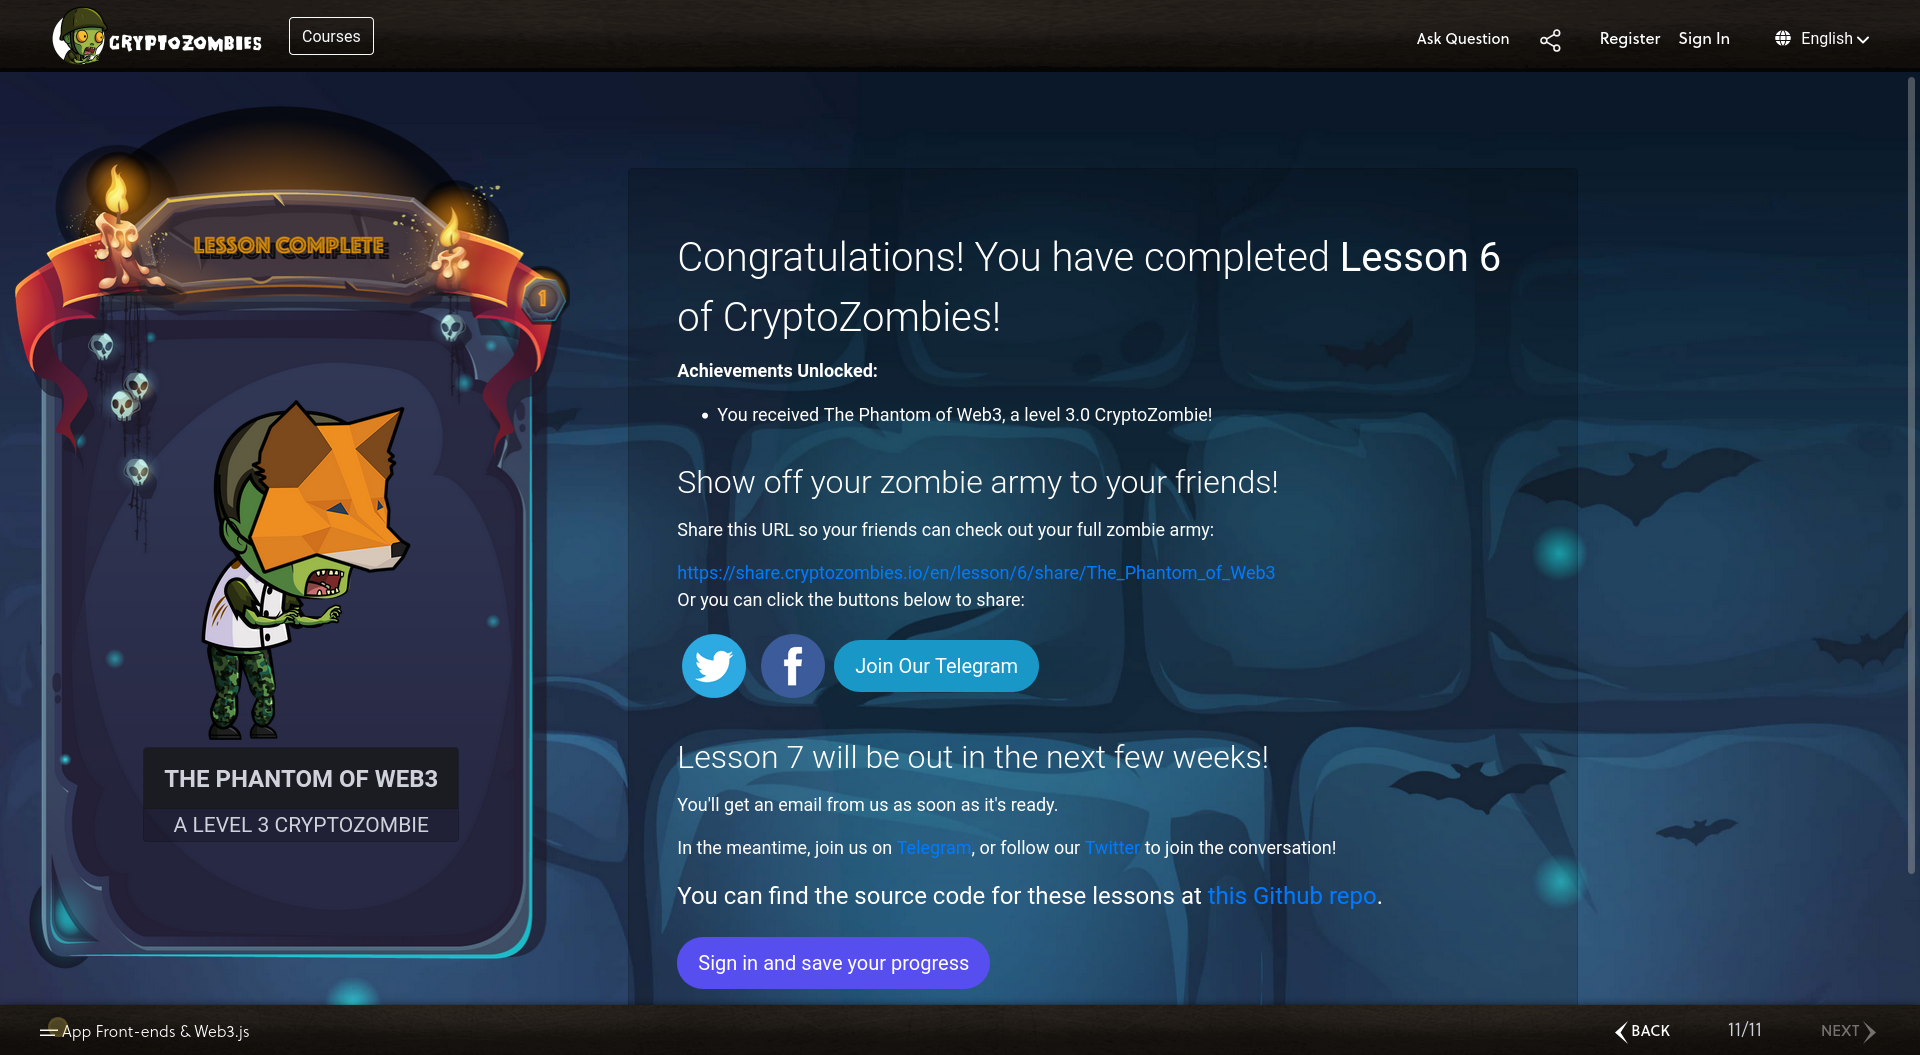 CRYPTOZOMBIES
Courses
Ask Question
Register
Sign In
English
LESSON COMPLETE
1
THE PHANTOM OF WEB3
A LEVEL 3 CRYPTOZOMBIE
Congratulations! You have completed Lesson 6
of CryptoZombies!
Achievements Unlocked:
• You received The Phantom of Web3, a level 3.0 CryptoZombie!
Show off your zombie army to your friends!
Share this URL so your friends can check out your full zombie army:
https://share.cryptozombies.io/en/lesson/6/share/The_Phantom_of_Web3
Or you can click the buttons below to share:
Join Our Telegram
Lesson 7 will be out in the next few weeks!
You'll get an email from us as soon as it's ready.
In the meantime, join us on Telegram, or follow our Twitter to join the conversation!
You can find the source code for these lessons at this Github repo.
Sign in and save your progress
App Front-ends & Web3.js
BACK
11/11
NEXT